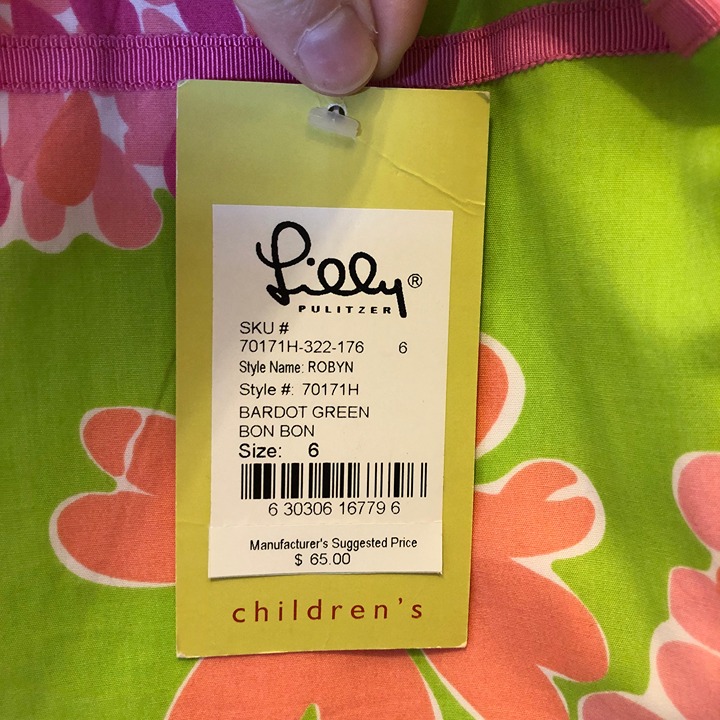 Lilly®
PULITZER
SKU #
70171H-322-176 6
Style Name: ROBYN
Style #: 70171H
BARDOT GREEN
BON BON
Size: 6
6 30306 16779 6
Manufacturer's Suggested Price
$ 65.00
children's